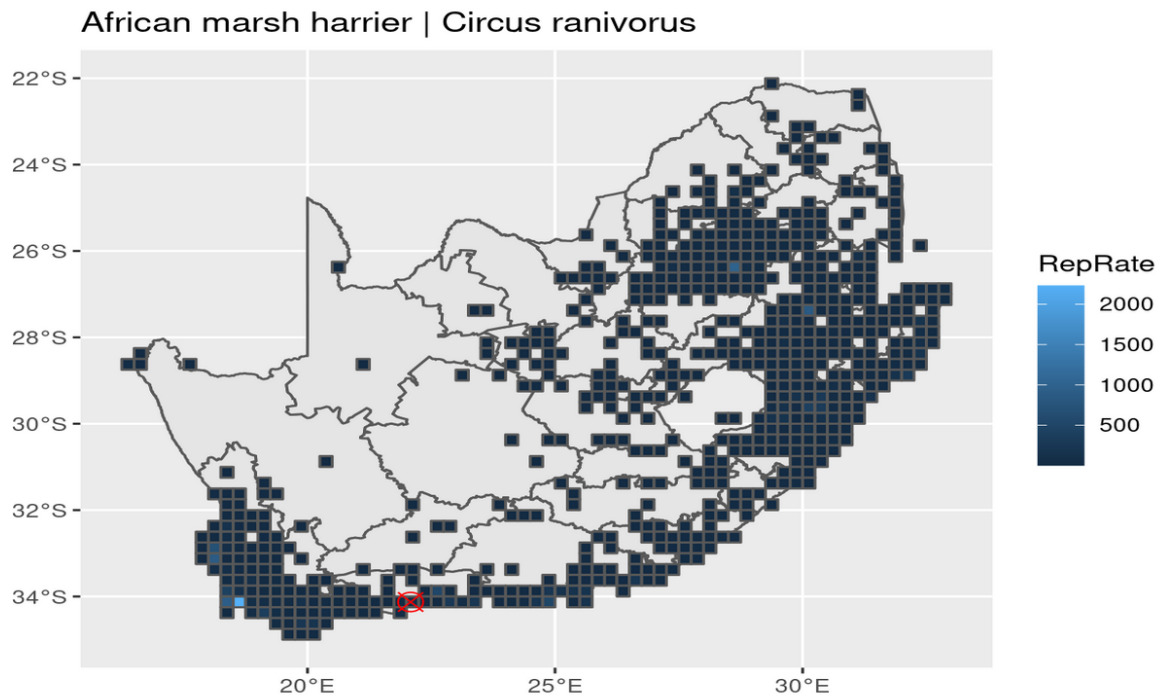 African marsh harrier | Circus ranivorus
22°S
24°S
26°S
28°S
30°S
32°S
34°S
20°E
25°E
30°E
RepRate
2000
1500
1000
500